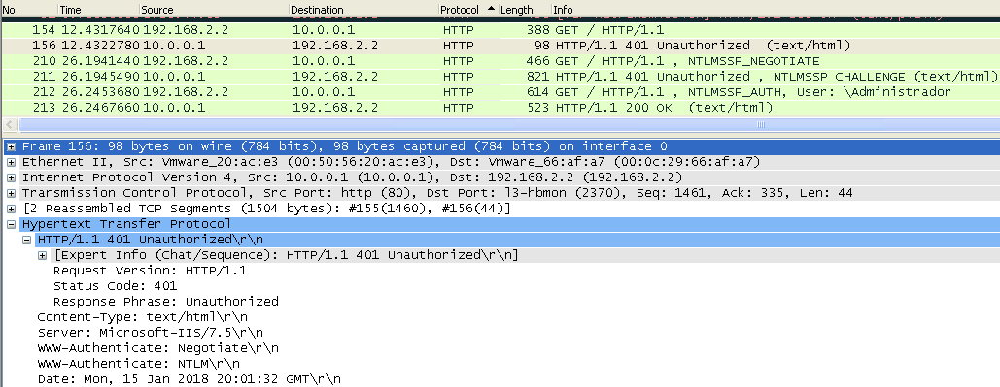 No. Time Source Destination Protocol Length Info
154 12.4317640 192.168.2.2 10.0.0.1 HTTP 388 GET / HTTP/1.1
156 12.4322780 10.0.0.1 192.168.2.2 HTTP 98 HTTP/1.1 401 Unauthorized (text/html)
210 26.1941440 192.168.2.2 10.0.0.1 HTTP 466 GET / HTTP/1.1 , NTLMSSP_NEGOTIATE
211 26.1945490 10.0.0.1 192.168.2.2 HTTP 821 HTTP/1.1 401 Unauthorized , NTLMSSP_CHALLENGE (text/html)
212 26.2453680 192.168.2.2 10.0.0.1 HTTP 614 GET / HTTP/1.1 , NTLMSSP_AUTH, User: \Administrador
213 26.2467660 10.0.0.1 192.168.2.2 HTTP 523 HTTP/1.1 200 OK (text/html)
Frame 156: 98 bytes on wire (784 bits), 98 bytes captured (784 bits) on interface 0
Ethernet II, Src: Vmware_20:ac:e3 (00:50:56:20:ac:e3), Dst: Vmware_66:af:a7 (00:0c:29:66:af:a7)
Internet Protocol Version 4, Src: 10.0.0.1 (10.0.0.1), Dst: 192.168.2.2 (192.168.2.2)
Transmission Control Protocol, Src Port: http (80), Dst Port: l3-hbmon (2370), Seq: 1461, Ack: 335, Len: 44
[2 Reassembled TCP Segments (1504 bytes): #155(1460), #156(44)]
Hypertext Transfer Protocol
HTTP/1.1 401 Unauthorized\r\n
[Expert Info (Chat/Sequence): HTTP/1.1 401 Unauthorized\r\n]
Request Version: HTTP/1.1
Status Code: 401
Response Phrase: Unauthorized
Content-Type: text/html\r\n
Server: Microsoft-IIS/7.5\r\n
WWW-Authenticate: Negotiate\r\n
WWW-Authenticate: NTLM\r\n
Date: Mon, 15 Jan 2018 20:01:32 GMT\r\n